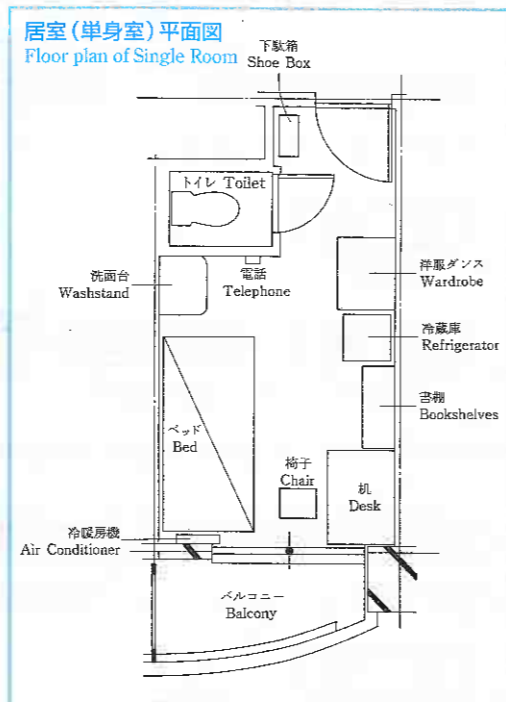 居室（単身室）平面図
Floor plan of Single Room
下駄箱
Shoe Box
トイレ Toilet
洗面台
Washstand
電話
Telephone
洋服ダンス
Wardrobe
冷蔵庫
Refrigerator
書棚
Bookshelves
ベッド
Bed
椅子
Chair
机
Desk
冷暖房機
Air Conditioner
バルコニー
Balcony